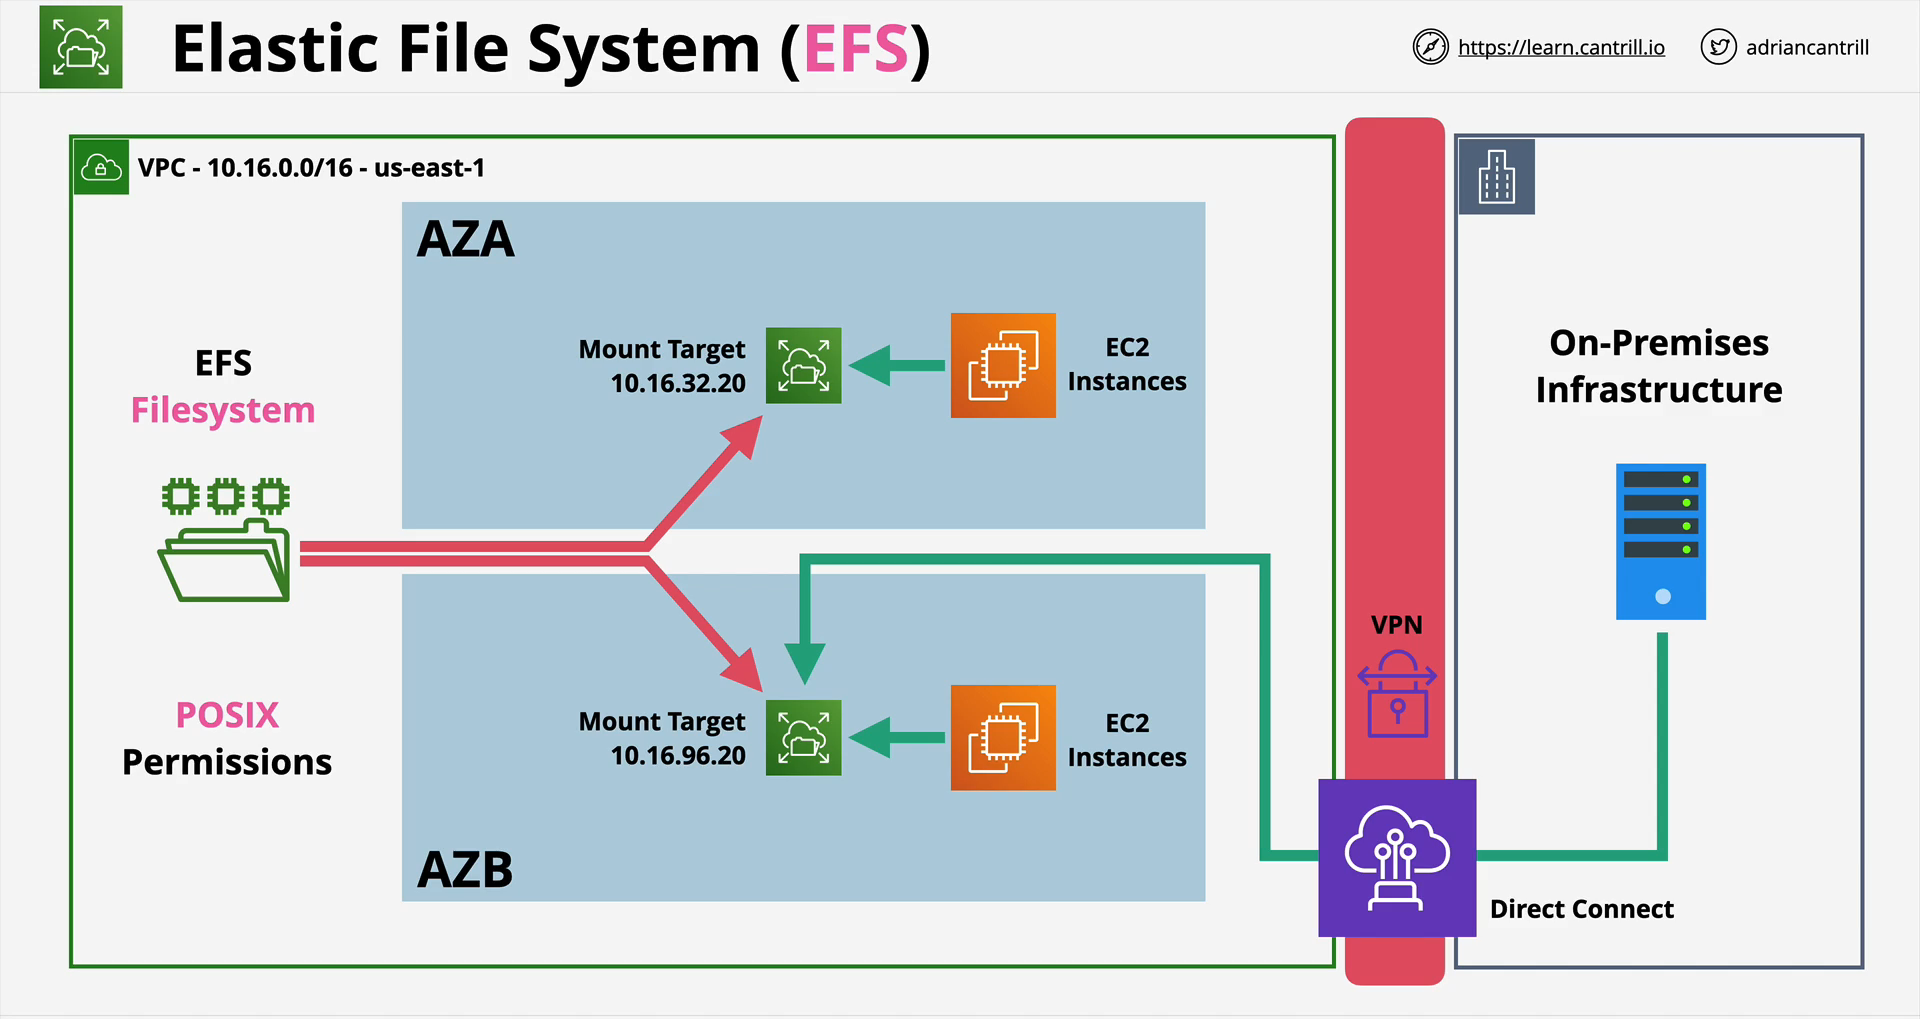 Elastic File System (EFS)
https://learn.cantrill.io
adriancantrill
VPC - 10.16.0.0/16 - us-east-1
AZA
Mount Target
10.16.32.20
EC2
Instances
EFS
Filesystem
POSIX
Permissions
Mount Target
10.16.96.20
EC2
Instances
AZB
VPN
On-Premises
Infrastructure
Direct Connect